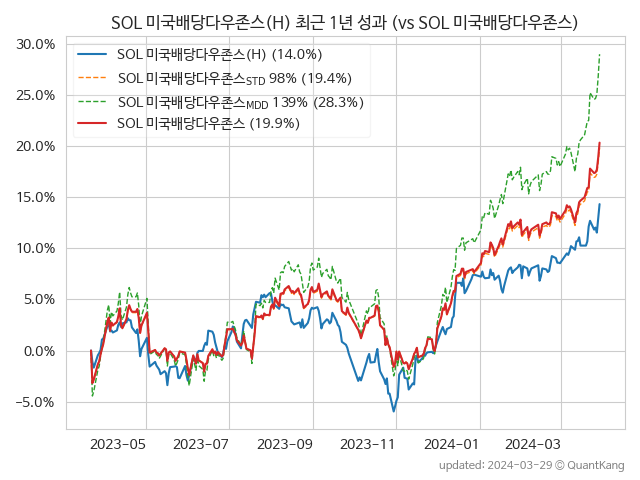 SOL 미국배당다우존스(H) 최근 1년 성과 (vs SOL 미국배당다우존스)
30.0%
25.0%
20.0%
15.0%
10.0%
5.0%
0.0%
−5.0%
SOL 미국배당다우존스(H) (14.0%)
SOL 미국배당다우존스STD 98% (19.4%)
SOL 미국배당다우존스MDD 139% (28.3%)
SOL 미국배당다우존스 (19.9%)
2023-05 2023-07 2023-09 2023-11 2024-01 2024-03
updated: 2024-03-29 © QuantKang